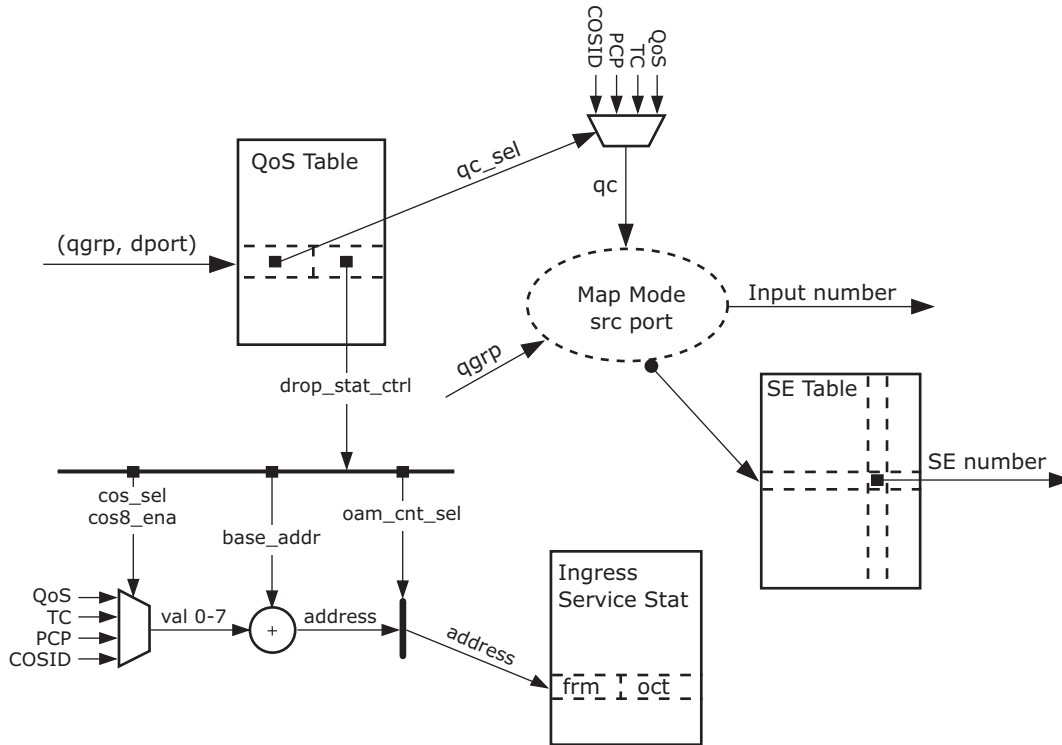 COSID
PCP
TC
QoS
QoS Table
qc_sel
qc
(qgrp, dport)
Map Mode
src port
Input number
qgrp
drop_stat_ctrl
SE Table
SE number
cos_sel
cos8_ena
base_addr
oam_cnt_sel
Ingress
Service Stat
QoS
TC
PCP
COSID
val 0-7
+
address
address
frm
oct